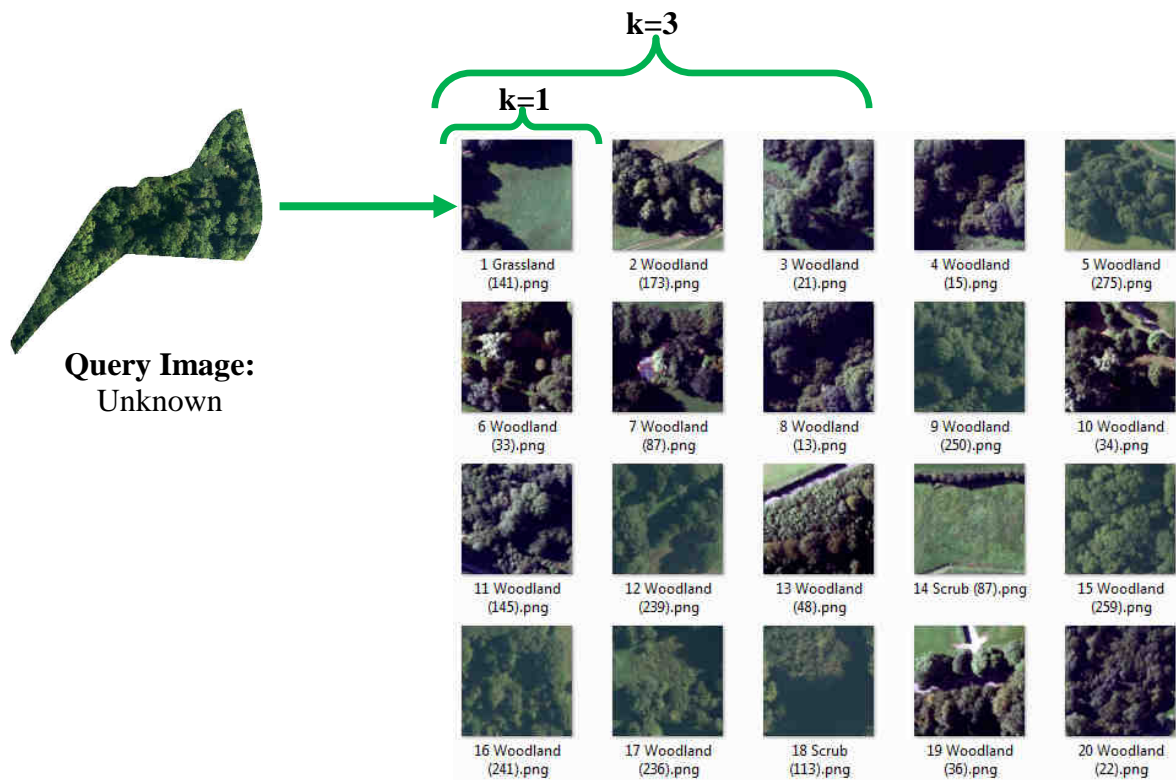 k=3
k=1
1 Grassland
(141).png
2 Woodland
(173).png
3 Woodland
(21).png
4 Woodland
(15).png
5 Woodland
(275).png
Query Image:
Unknown
6 Woodland
(33).png
7 Woodland
(87).png
8 Woodland
(13).png
9 Woodland
(250).png
10 Woodland
(34).png
11 Woodland
(145).png
12 Woodland
(239).png
13 Woodland
(48).png
14 Scrub (87).png
15 Woodland
(259).png
16 Woodland
(241).png
17 Woodland
(236).png
18 Scrub
(113).png
19 Woodland
(36).png
20 Woodland
(22).png